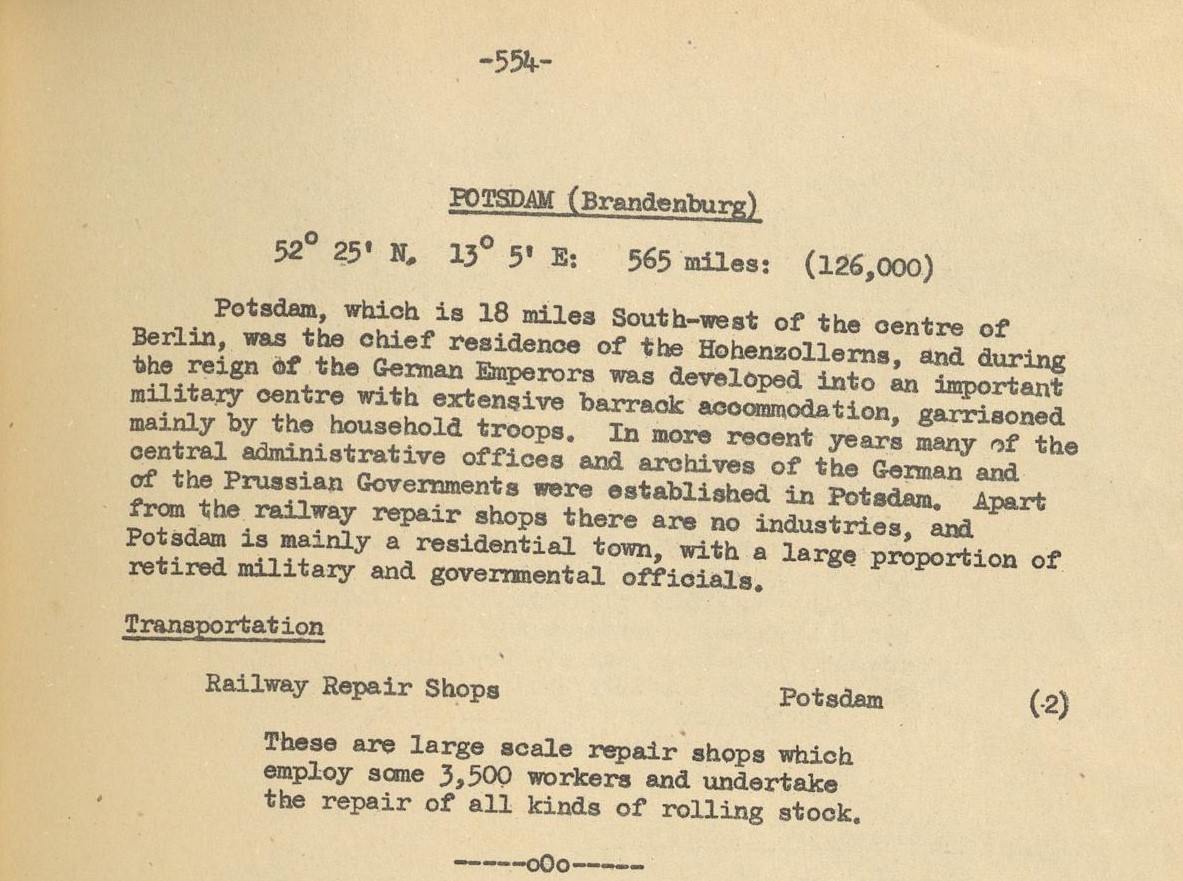 -554-
POTSDAM (Brandenburg)
52° 25' N. 13° 5' E: 565 miles: (126,000)
Potsdam, which is 18 miles South-west of the centre of
Berlin, was the chief residence of the Hohenzollerns, and during
the reign of the German Emperors was developed into an important
military centre with extensive barrack accommodation, garrisoned
mainly by the household troops. In more recent years many of the
central administrative offices and archives of the German and
of the Prussian Governments were established in Potsdam. Apart
from the railway repair shops there are no industries, and
Potsdam is mainly a residential town, with a large proportion of
retired military and governmental officials.
Transportation
Railway Repair Shops Potsdam (2)
These are large scale repair shops which
employ some 3,500 workers and undertake
the repair of all kinds of rolling stock.
-----oOo-----